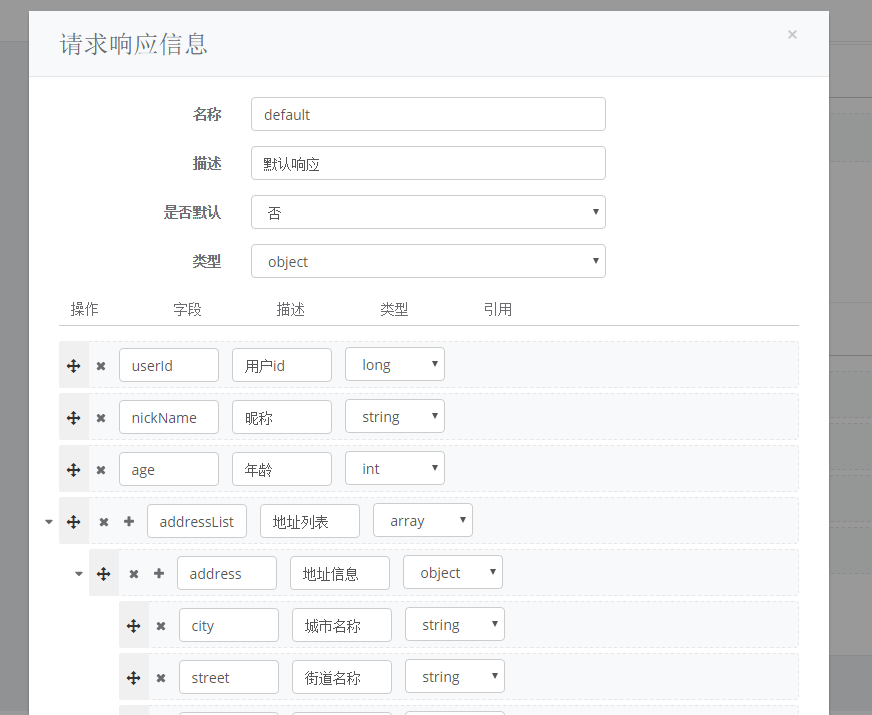 请求响应信息 ×
名称 default
描述 默认响应
是否默认 否
类型 object
操作 字段 描述 类型 引用
userId 用户id long
nickName 昵称 string
age 年龄 int
addressList 地址列表 array
address 地址信息 object
city 城市名称 string
street 街道名称 string